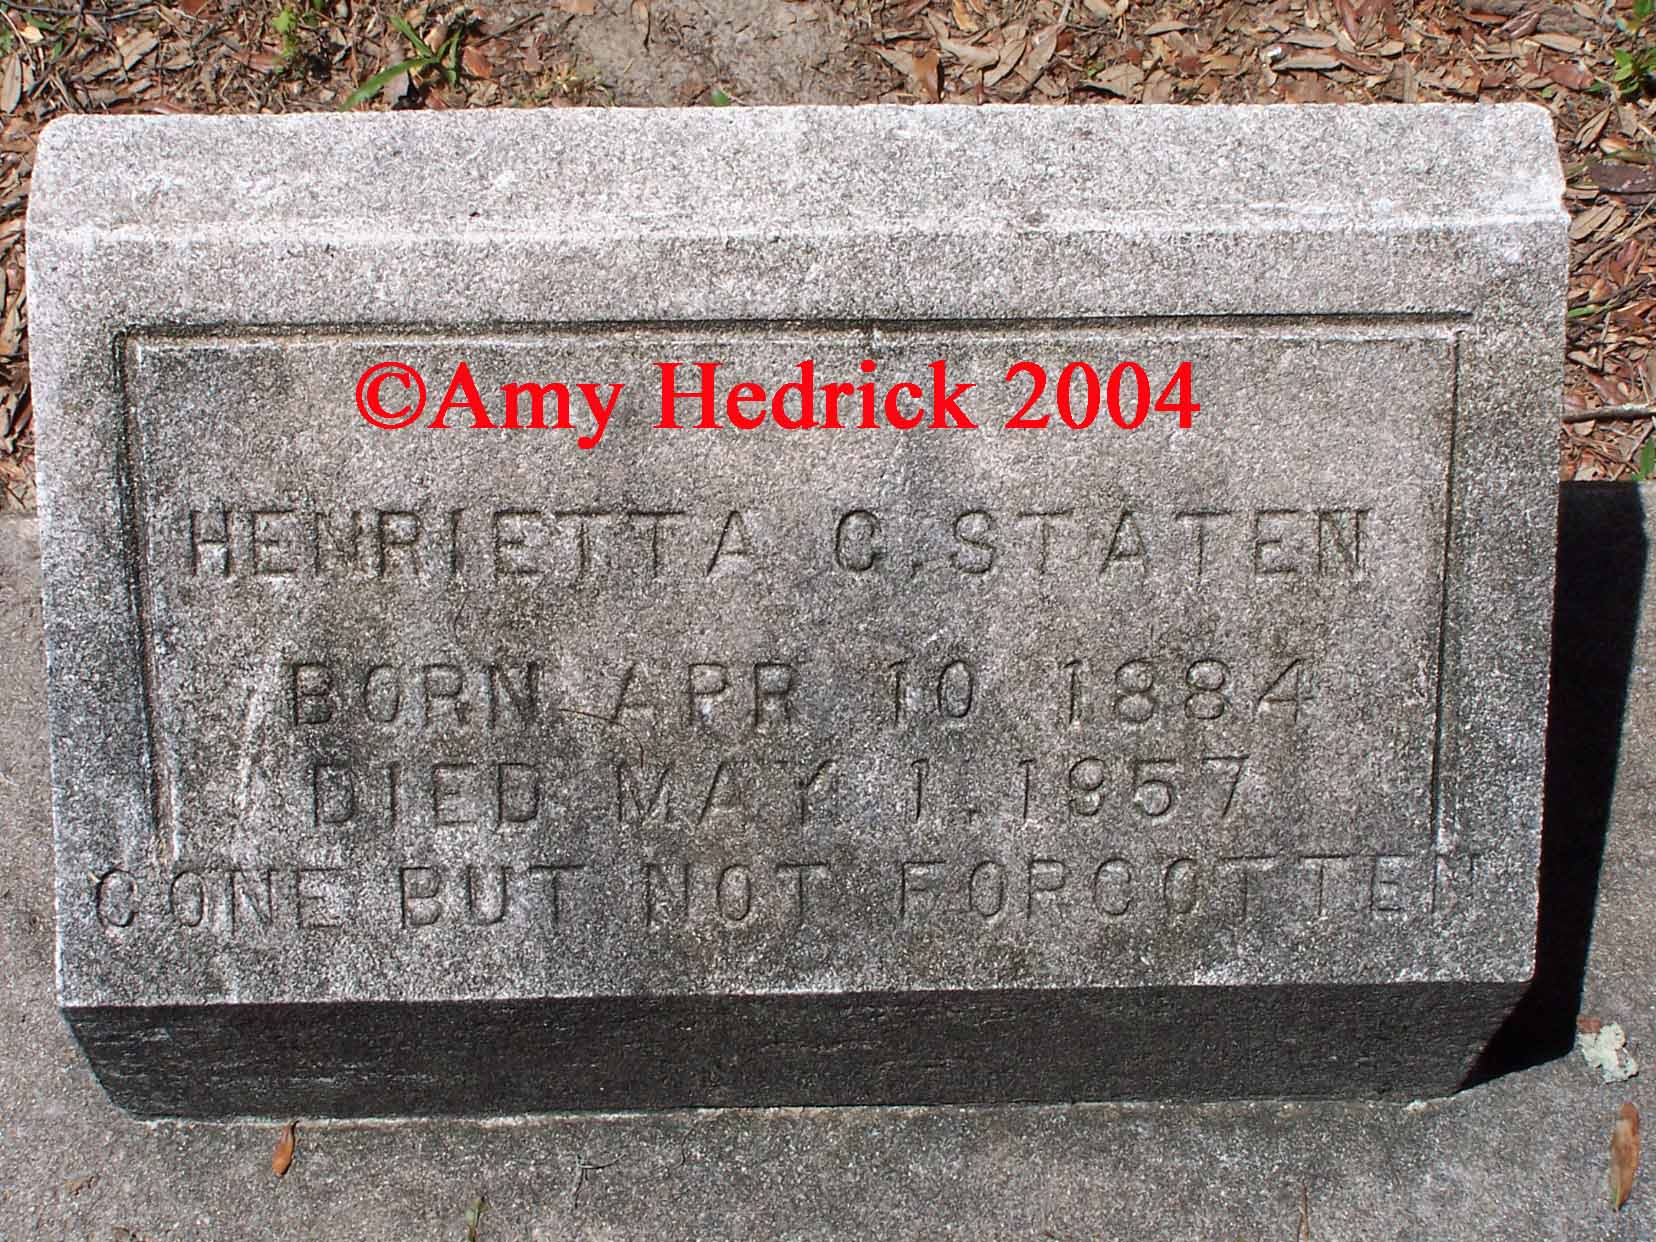 ©Amy Hedrick 2004
HENRIETTA C. STATEN
BORN APR 10 1884
DIED MAY 1. 1957
GONE BUT NOT FORGOTTEN